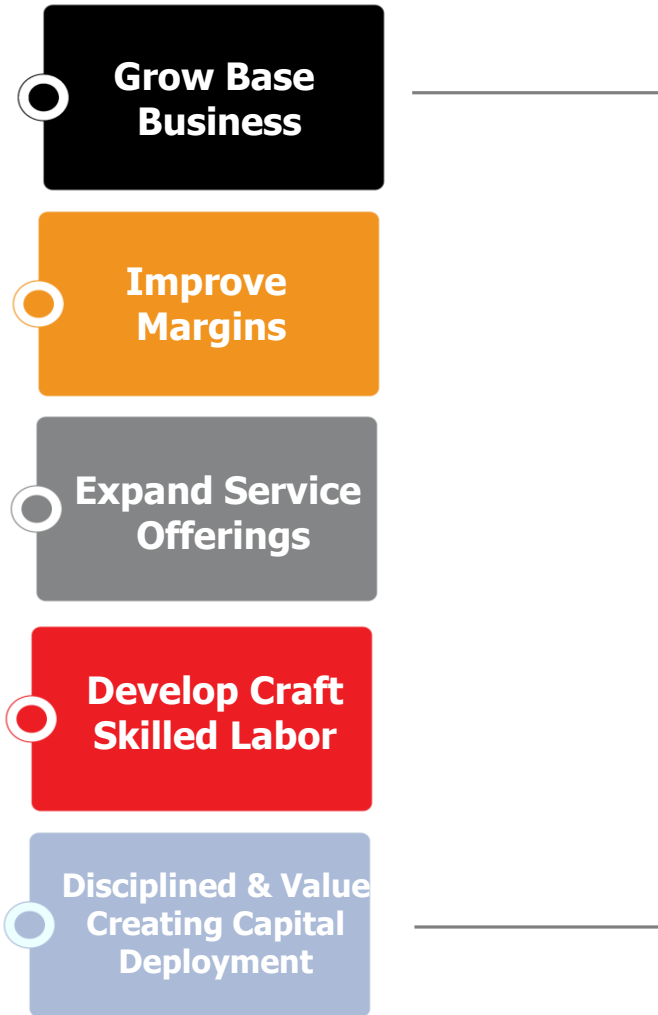 Grow Base
Business
Improve
Margins
Expand Service
Offerings
Develop Craft
Skilled Labor
Disciplined & Value
Creating Capital
Deployment